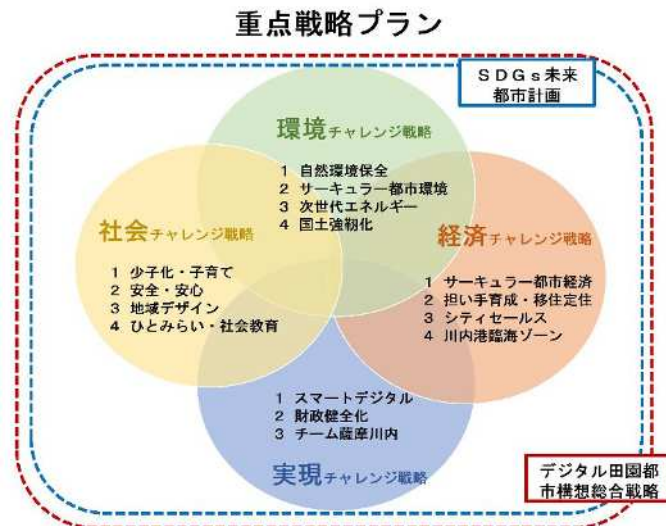 重点戦略プラン
SDGs未来
都市計画
環境チャレンジ戦略
1 自然環境保全
2 サーキュラー都市環境
3 次世代エネルギー
4 国土強靭化
社会チャレンジ戦略
1 少子化・子育て
2 安全・安心
3 地域デザイン
4 ひとみらい・社会教育
経済チャレンジ戦略
1 サーキュラー都市経済
2 担い手育成・移住定住
3 シティセールス
4 川内港臨海ゾーン
1 スマートデジタル
2 財政健全化
3 チーム薩摩川内
実現チャレンジ戦略
デジタル田園都
市構想総合戦略